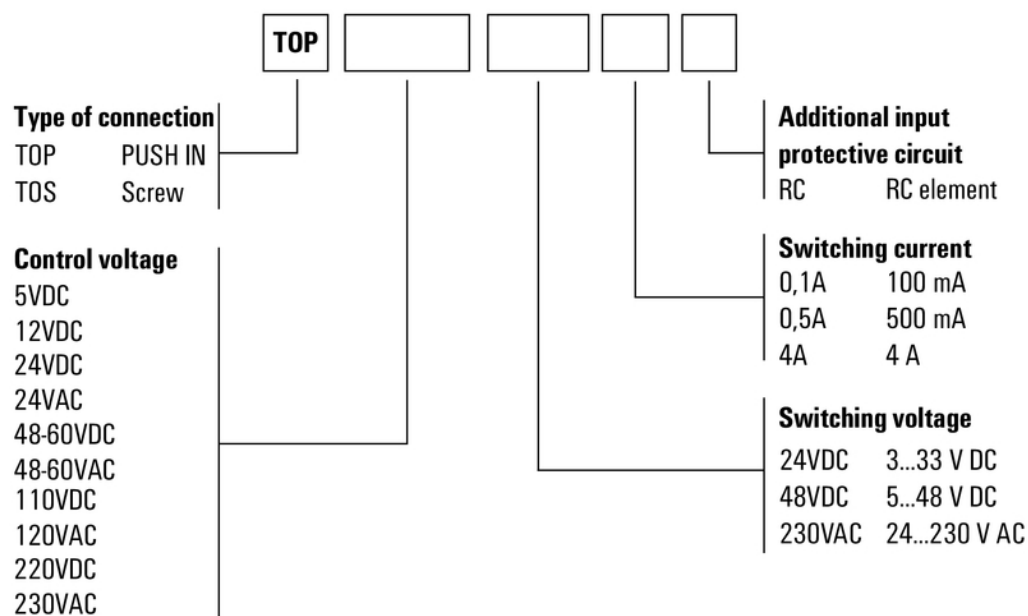 TOP
Type of connection
TOP PUSH IN
TOS Screw
Control voltage
5VDC
12VDC
24VDC
24VAC
48-60VDC
48-60VAC
110VDC
120VAC
220VDC
230VAC
Additional input
protective circuit
RC RC element
Switching current
0,1A 100 mA
0,5A 500 mA
4A 4 A
Switching voltage
24VDC 3...33 V DC
48VDC 5...48 V DC
230VAC 24...230 V AC